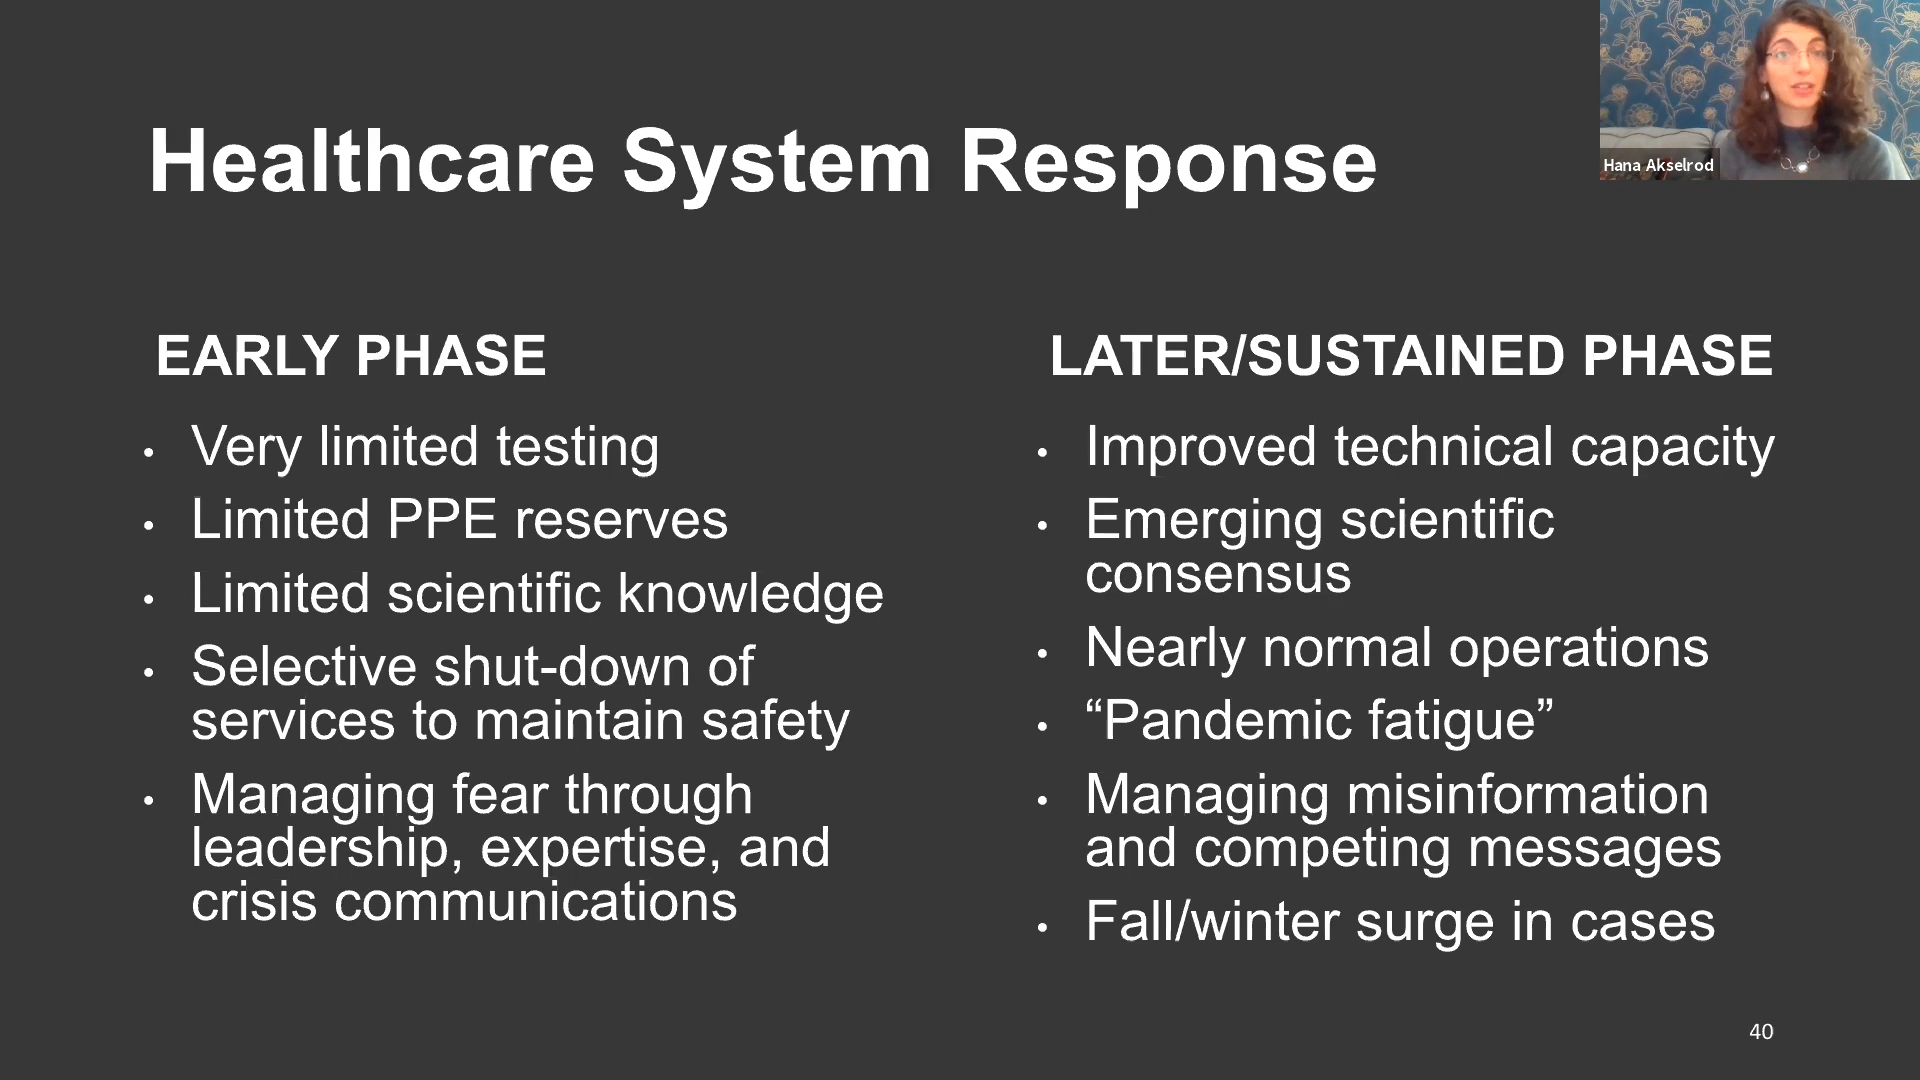 Healthcare System Response
Hana Akselrod
EARLY PHASE
• Very limited testing
• Limited PPE reserves
• Limited scientific knowledge
• Selective shut-down of
services to maintain safety
• Managing fear through
leadership, expertise, and
crisis communications
LATER/SUSTAINED PHASE
• Improved technical capacity
• Emerging scientific
consensus
• Nearly normal operations
• “Pandemic fatigue”
• Managing misinformation
and competing messages
• Fall/winter surge in cases
40